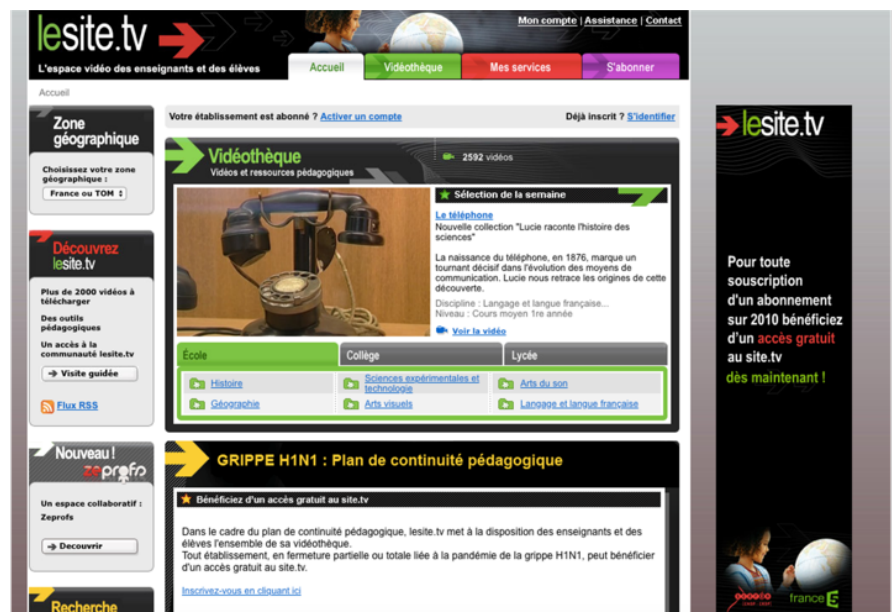 lesite.tv
L'espace vidéo des enseignants et des élèves
Mon compte | Assistance | Contact
Accueil
Vidéothèque
Mes services
S'abonner
Accueil
Zone
géographique
Choisissez votre zone
géographique :
France ou TOM
Découvrez
lesite.tv
Plus de 2000 vidéos à
télécharger
Des outils
pédagogiques
Un accès à la
communauté lesite.tv
Visite guidée
Flux RSS
Nouveau !
zeprofs
Un espace collaboratif :
Zeprofs
Decouvrir
Recherche
Votre établissement est abonné ? Activer un compte
Déjà inscrit ? S'identifier
Vidéothèque
Vidéos et ressources pédagogiques
2592 vidéos
Sélection de la semaine
Le téléphone
Nouvelle collection "Lucie raconte l'histoire des
sciences"
La naissance du téléphone, en 1876, marque un
tournant décisif dans l'évolution des moyens de
communication. Lucie nous retrace les origines de cette
découverte.
Discipline : Langage et langue française...
Niveau : Cours moyen 1re année
Voir la vidéo
École
Collège
Lycée
Histoire
Sciences expérimentales et
technologie
Arts du son
Géographie
Arts visuels
Langage et langue française
GRIPPE H1N1 : Plan de continuité pédagogique
Bénéficiez d'un accès gratuit au site.tv
Dans le cadre du plan de continuité pédagogique, lesite.tv met à la disposition des enseignants et des
élèves l'ensemble de sa vidéothèque.
Tout établissement, en fermeture partielle ou totale liée à la pandémie de la grippe H1N1, peut bénéficier
d'un accès gratuit au site.tv.
Inscrivez-vous en cliquant ici
lesite.tv
Pour toute
souscription
d'un abonnement
sur 2010 bénéficiez
d'un accès gratuit
au site.tv
dès maintenant !
france 5